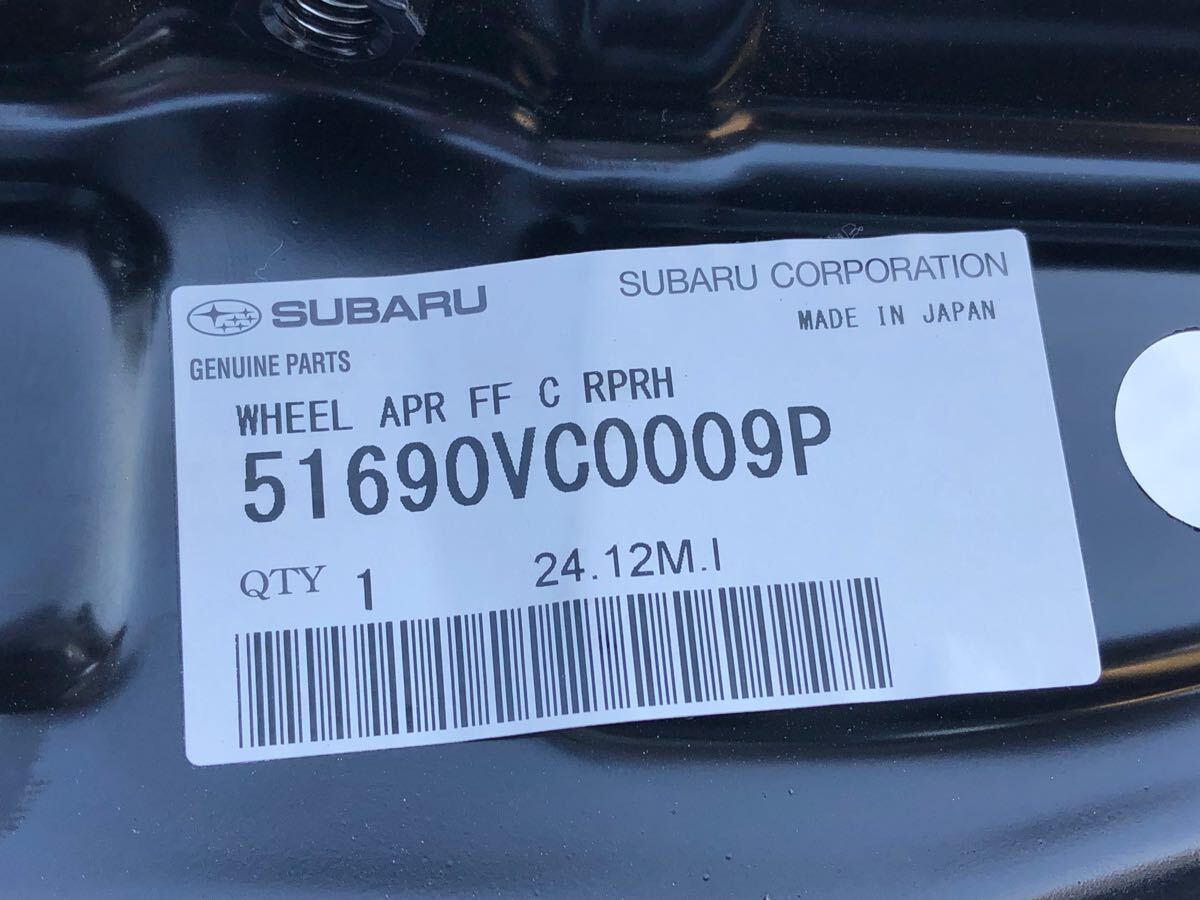 SUBARU
SUBARU CORPORATION
GENUINE PARTS
MADE IN JAPAN
WHEEL APR FF C RPRH
51690VC0009P
QTY 1
24.12M.I